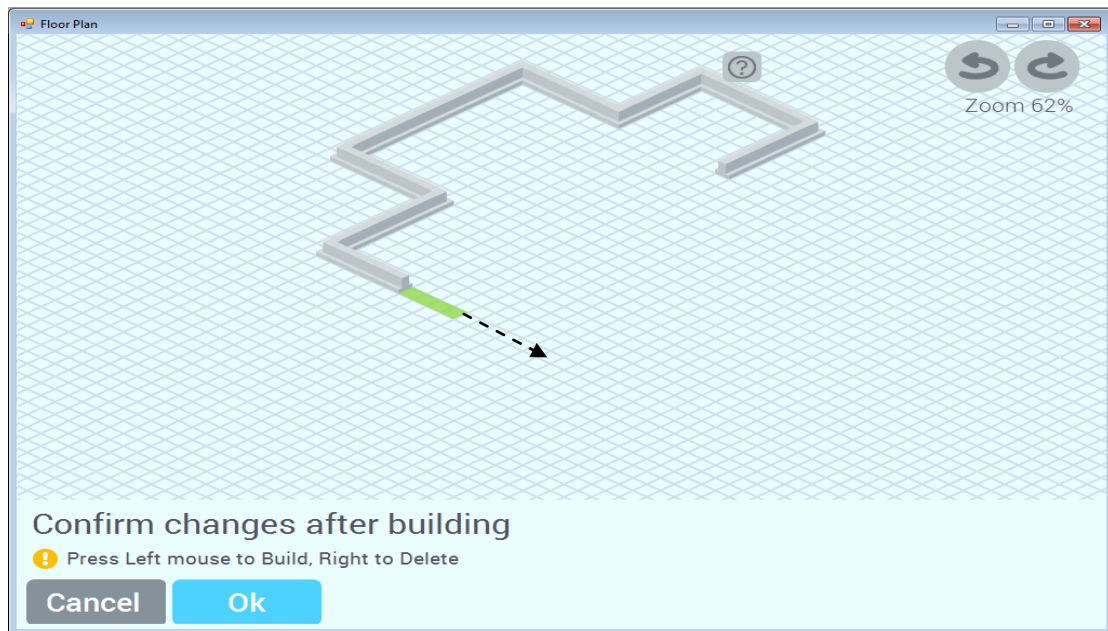 Floor Plan
?
Zoom 62%
Confirm changes after building
! Press Left mouse to Build, Right to Delete
Cancel
Ok